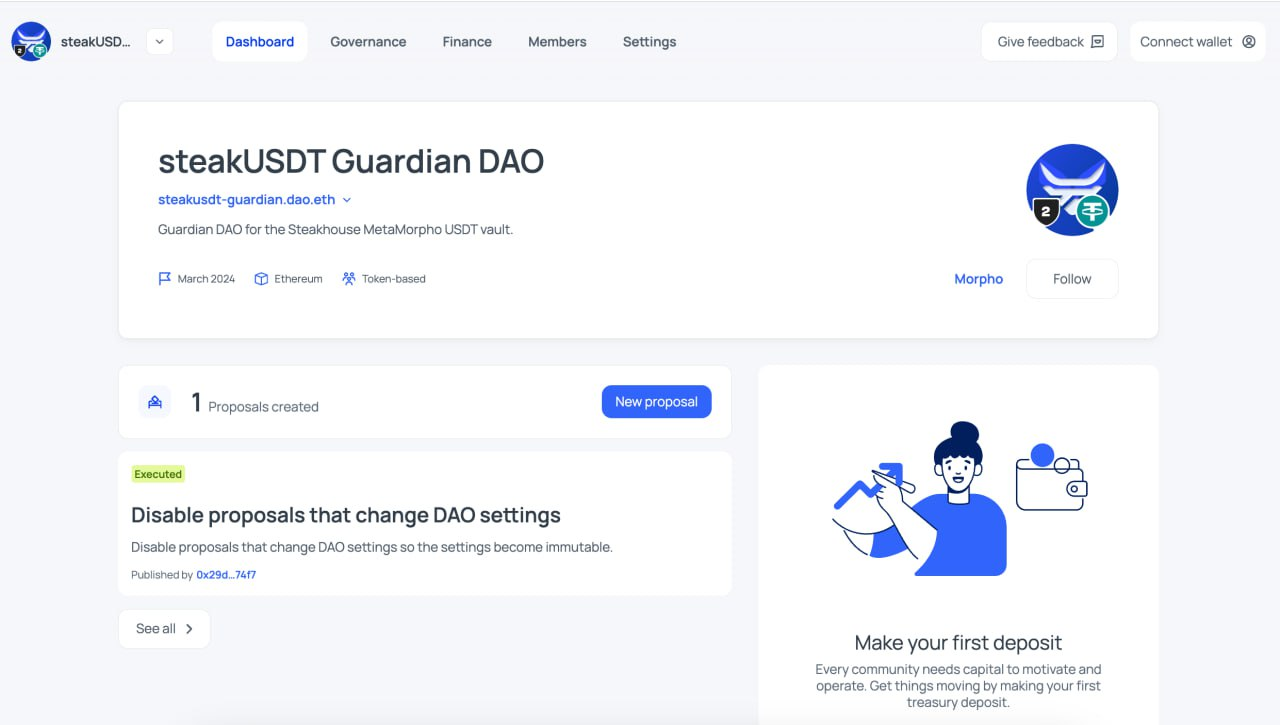 steakUSD...
Dashboard
Governance
Finance
Members
Settings
Give feedback
Connect wallet
steakUSDT Guardian DAO
steakusdt-guardian.dao.eth
Guardian DAO for the Steakhouse MetaMorpho USDT vault.
2
March 2024
Ethereum
Token-based
Morpho
Follow
1 Proposals created
New proposal
Executed
Disable proposals that change DAO settings
Disable proposals that change DAO settings so the settings become immutable.
Published by 0x29d...74f7
See all
Make your first deposit
Every community needs capital to motivate and
operate. Get things moving by making your first
treasury deposit.